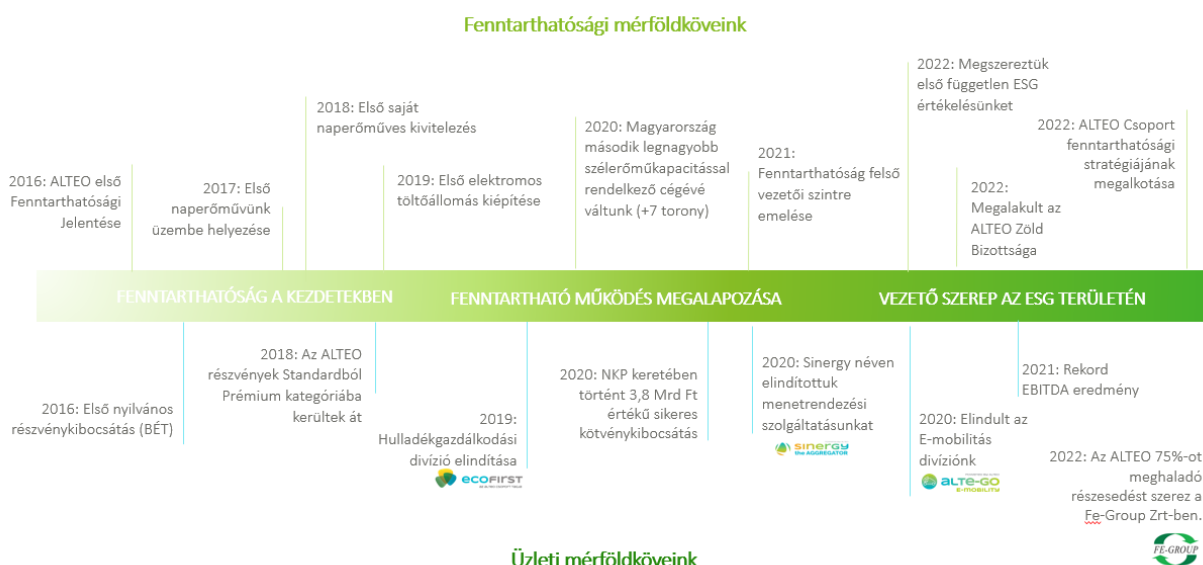 Fenntarthatósági mérföldköveink
2016: ALTEO első
Fenntarthatósági
Jelentése
2017: Első
naperőművünk
üzembe helyezése
2018: Első saját
naperőműves kivitelezés
2019: Első elektromos
töltőállomás kiépítése
2020: Magyarország
második legnagyobb
szélerőműkapacitással
rendelkező cégévé
váltunk (+7 torony)
2021:
Fenntarthatóság felső
vezetői szintre
emelése
2022: Megszereztük
első független ESG
értékelésünket
2022:
Megalakult az
ALTEO Zöld
Bizottsága
2022: ALTEO Csoport
fenntarthatósági
stratégiájának
megalkotása
FENNTARTHATÓSÁG A KEZDETEKBEN
FENNTARTHATÓ MŰKÖDÉS MEGALAPOZÁSA
VEZETŐ SZEREP AZ ESG TERÜLETÉN
2016: Első nyilvános
részvénykibocsátás (BÉT)
2018: Az ALTEO
részvények Standardból
Prémium kategóriába
kerültek át
2019:
Hulladékgazdálkodási
divízió elindítása
ECOFIRST
2020: NKP keretében
történt 3,8 Mrd Ft
értékű sikeres
kötvénykibocsátás
2020: Sinergy néven
elindítottuk
menetrendezési
szolgáltatásunkat
sinergy
the AGGREGATOR
2020: Elindult az
E-mobilitás
divíziónk
ALTE-GO
E-MOBILITY
2021: Rekord
EBITDA eredmény
2022: Az ALTEO 75%-ot
meghaladó
részesedést szerez a
Fe-Group Zrt-ben.
FE-GROUP
Üzleti mérföldköveink